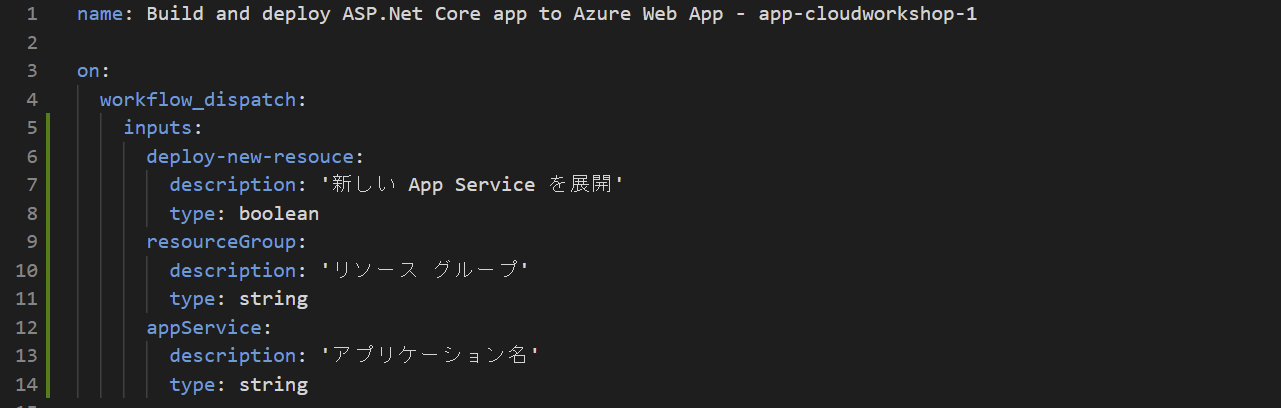 1 name: Build and deploy ASP.Net Core app to Azure Web App - app-cloudworkshop-1
2
3 on:
4 workflow_dispatch:
5 inputs:
6 deploy-new-resouce:
7 description: '新しい App Service を展開'
8 type: boolean
9 resourceGroup:
10 description: 'リソース グループ'
11 type: string
12 appService:
13 description: 'アプリケーション名'
14 type: string